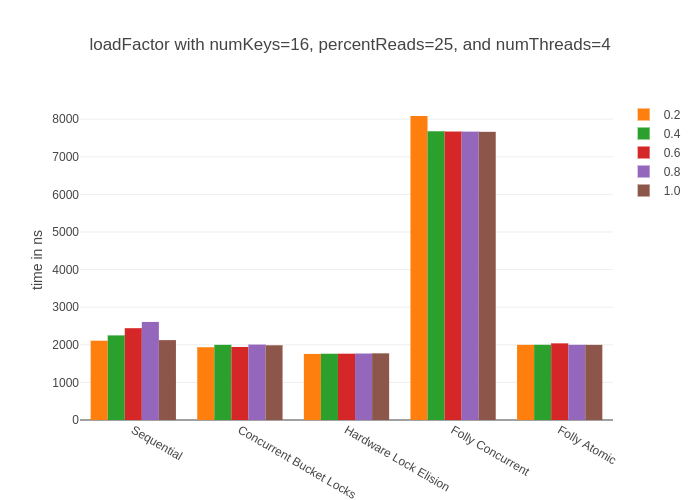 loadFactor with numKeys=16, percentReads=25, and numThreads=4
8000
7000
6000
5000
4000
3000
2000
1000
0
time in ns
Sequential
Concurrent Bucket Locks
Hardware Lock Elision
Folly Concurrent
Folly Atomic
0.2
0.4
0.6
0.8
1.0